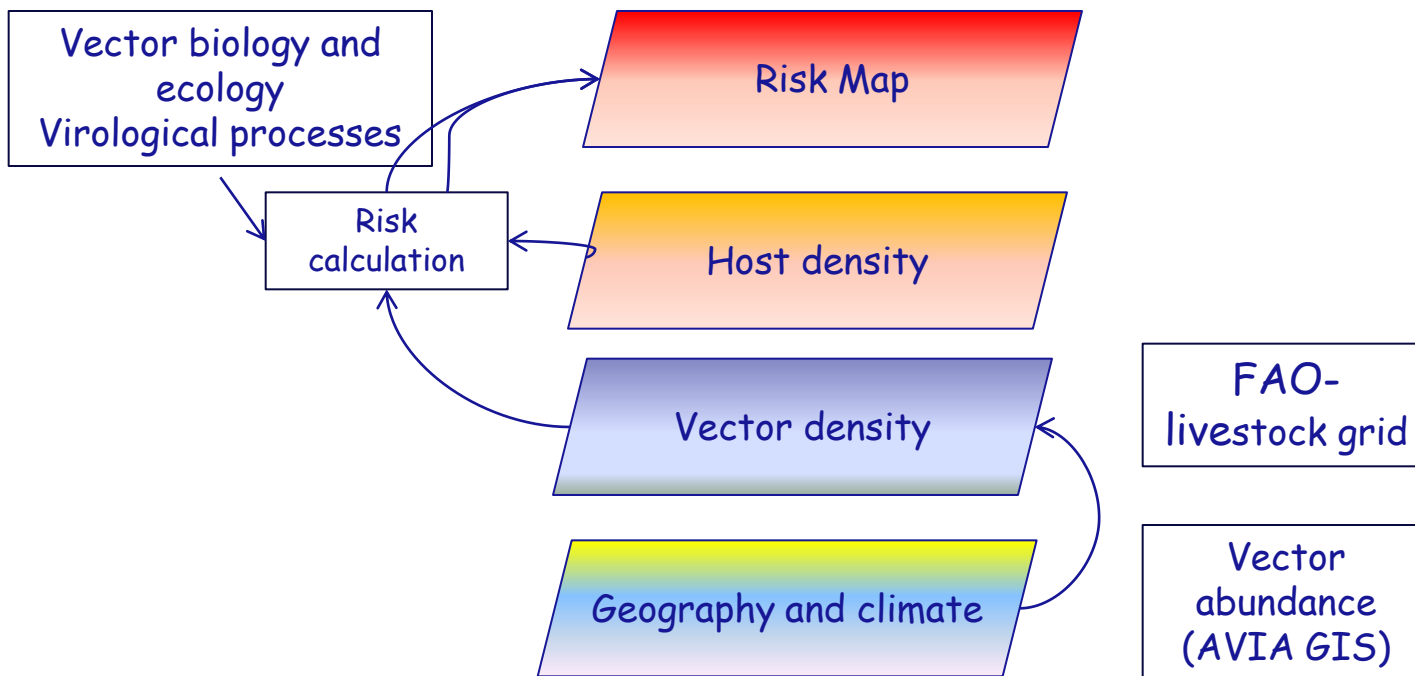 Vector biology and
ecology
Virological processes
Risk Map
Risk
calculation
Host density
Vector density
FAO-
livestock grid
Geography and climate
Vector
abundance
(AVIA GIS)